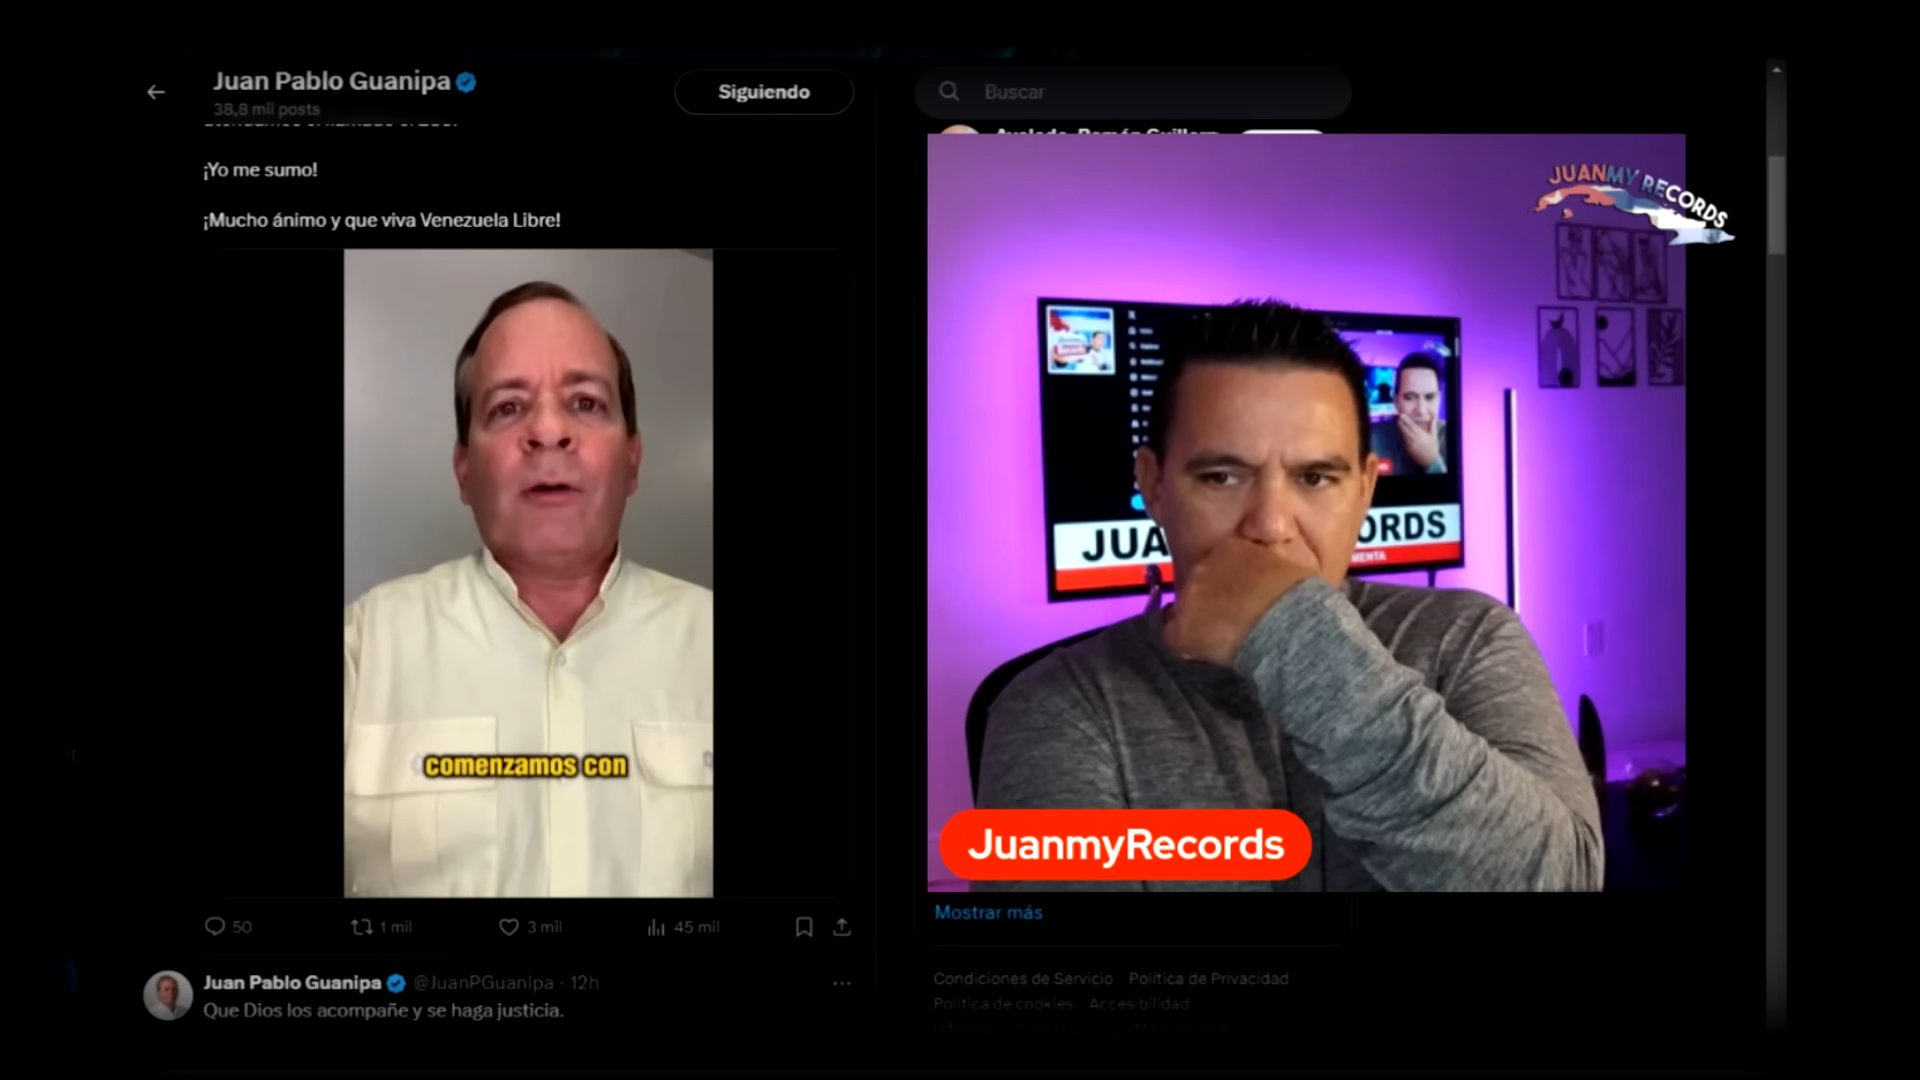 Juan Pablo Guanipa
38,8 mil posts
Siguiendo
Buscar
¡Yo me sumo!
¡Mucho ánimo y que viva Venezuela Libre!
comenzamos con
50
1 mil
3 mil
45 mil
Juan Pablo Guanipa @JuanPGuanipa · 12h
Que Dios los acompañe y se haga justicia.
JUANMY RECORDS
JUA
ORDS
MENTA
JuanmyRecords
Mostrar más
Condiciones de Servicio Política de Privacidad
Política de cookies Accesibilidad